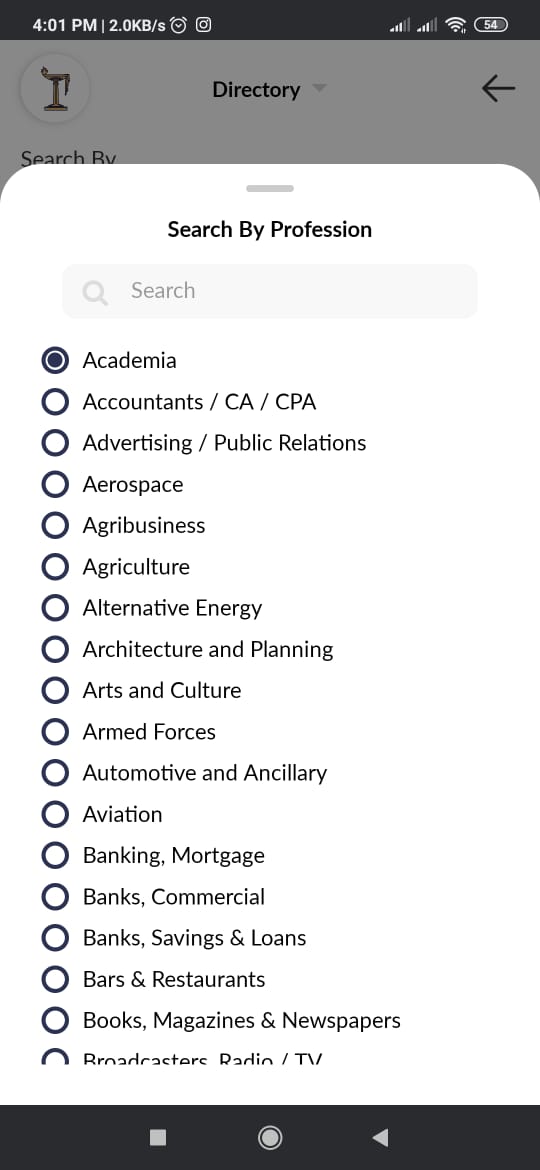 4:01 PM | 2.0KB/s
54
Directory
Search By
Search By Profession
Search
Academia
Accountants / CA / CPA
Advertising / Public Relations
Aerospace
Agribusiness
Agriculture
Alternative Energy
Architecture and Planning
Arts and Culture
Armed Forces
Automotive and Ancillary
Aviation
Banking, Mortgage
Banks, Commercial
Banks, Savings & Loans
Bars & Restaurants
Books, Magazines & Newspapers
Broadcasters, Radio / TV